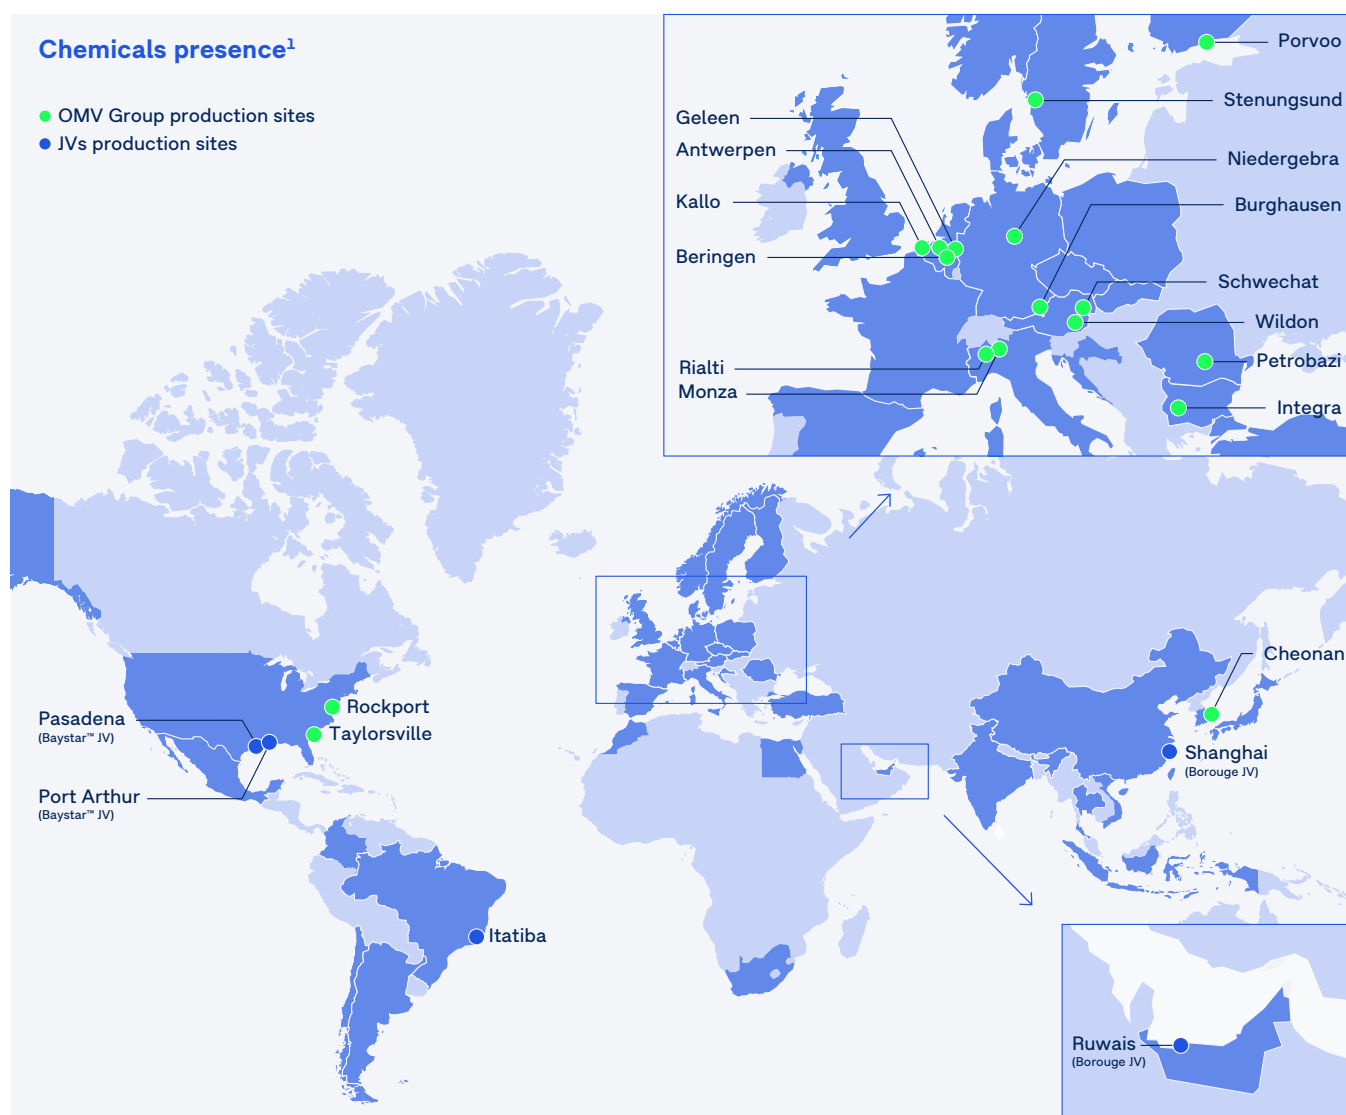 Chemicals presence¹
OMV Group production sites
JVs production sites
Porvoo
Stenungsund
Geleen
Antwerpen
Niedergebra
Kallo
Burghausen
Beringen
Schwechat
Wildon
Petrobazi
Rialti
Monza
Integra
Cheonan
Rockport
Pasadena
(Baystar™ JV)
Taylorsville
Shanghai
(Borouge JV)
Port Arthur
(Baystar™ JV)
Itatiba
Ruwais
(Borouge JV)